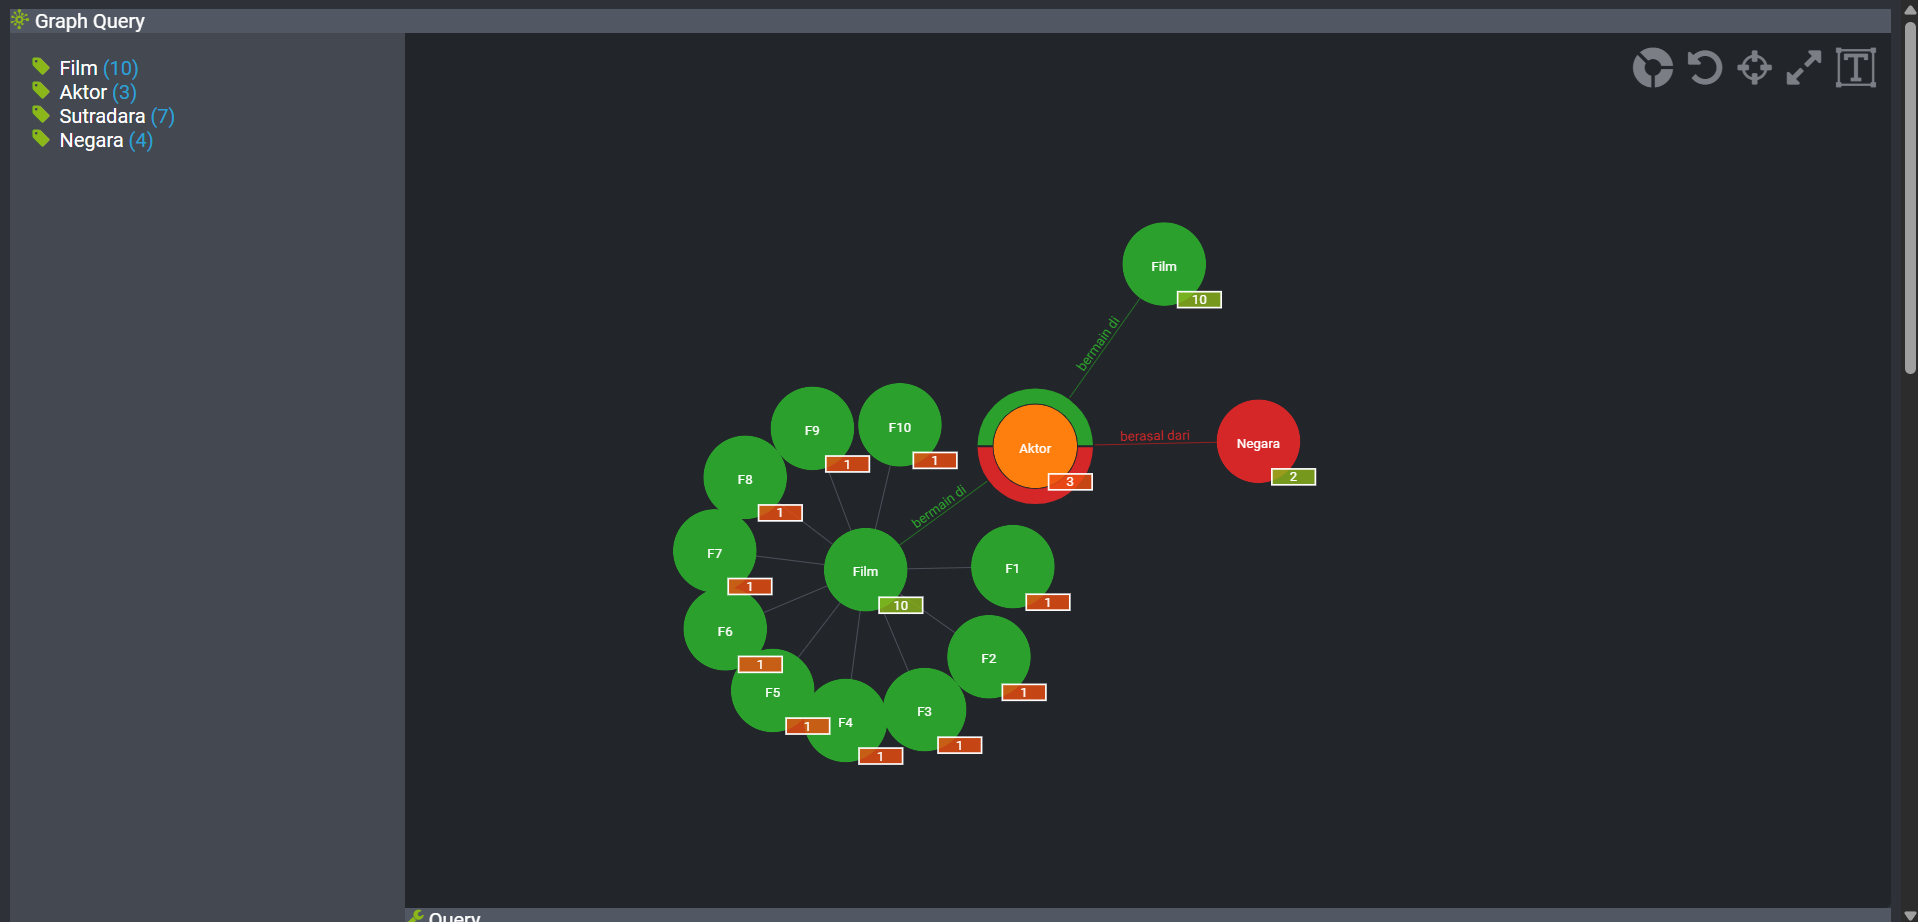 Graph Query
Film (10)
Aktor (3)
Sutradara (7)
Negara (4)
T
Film
10
bermain di
Aktor
3
berasal dari
Negara
2
bermain di
Film
10
F10
1
F9
1
F8
1
F7
1
F6
1
F5
1
F4
1
F3
1
F2
1
F1
1
Query